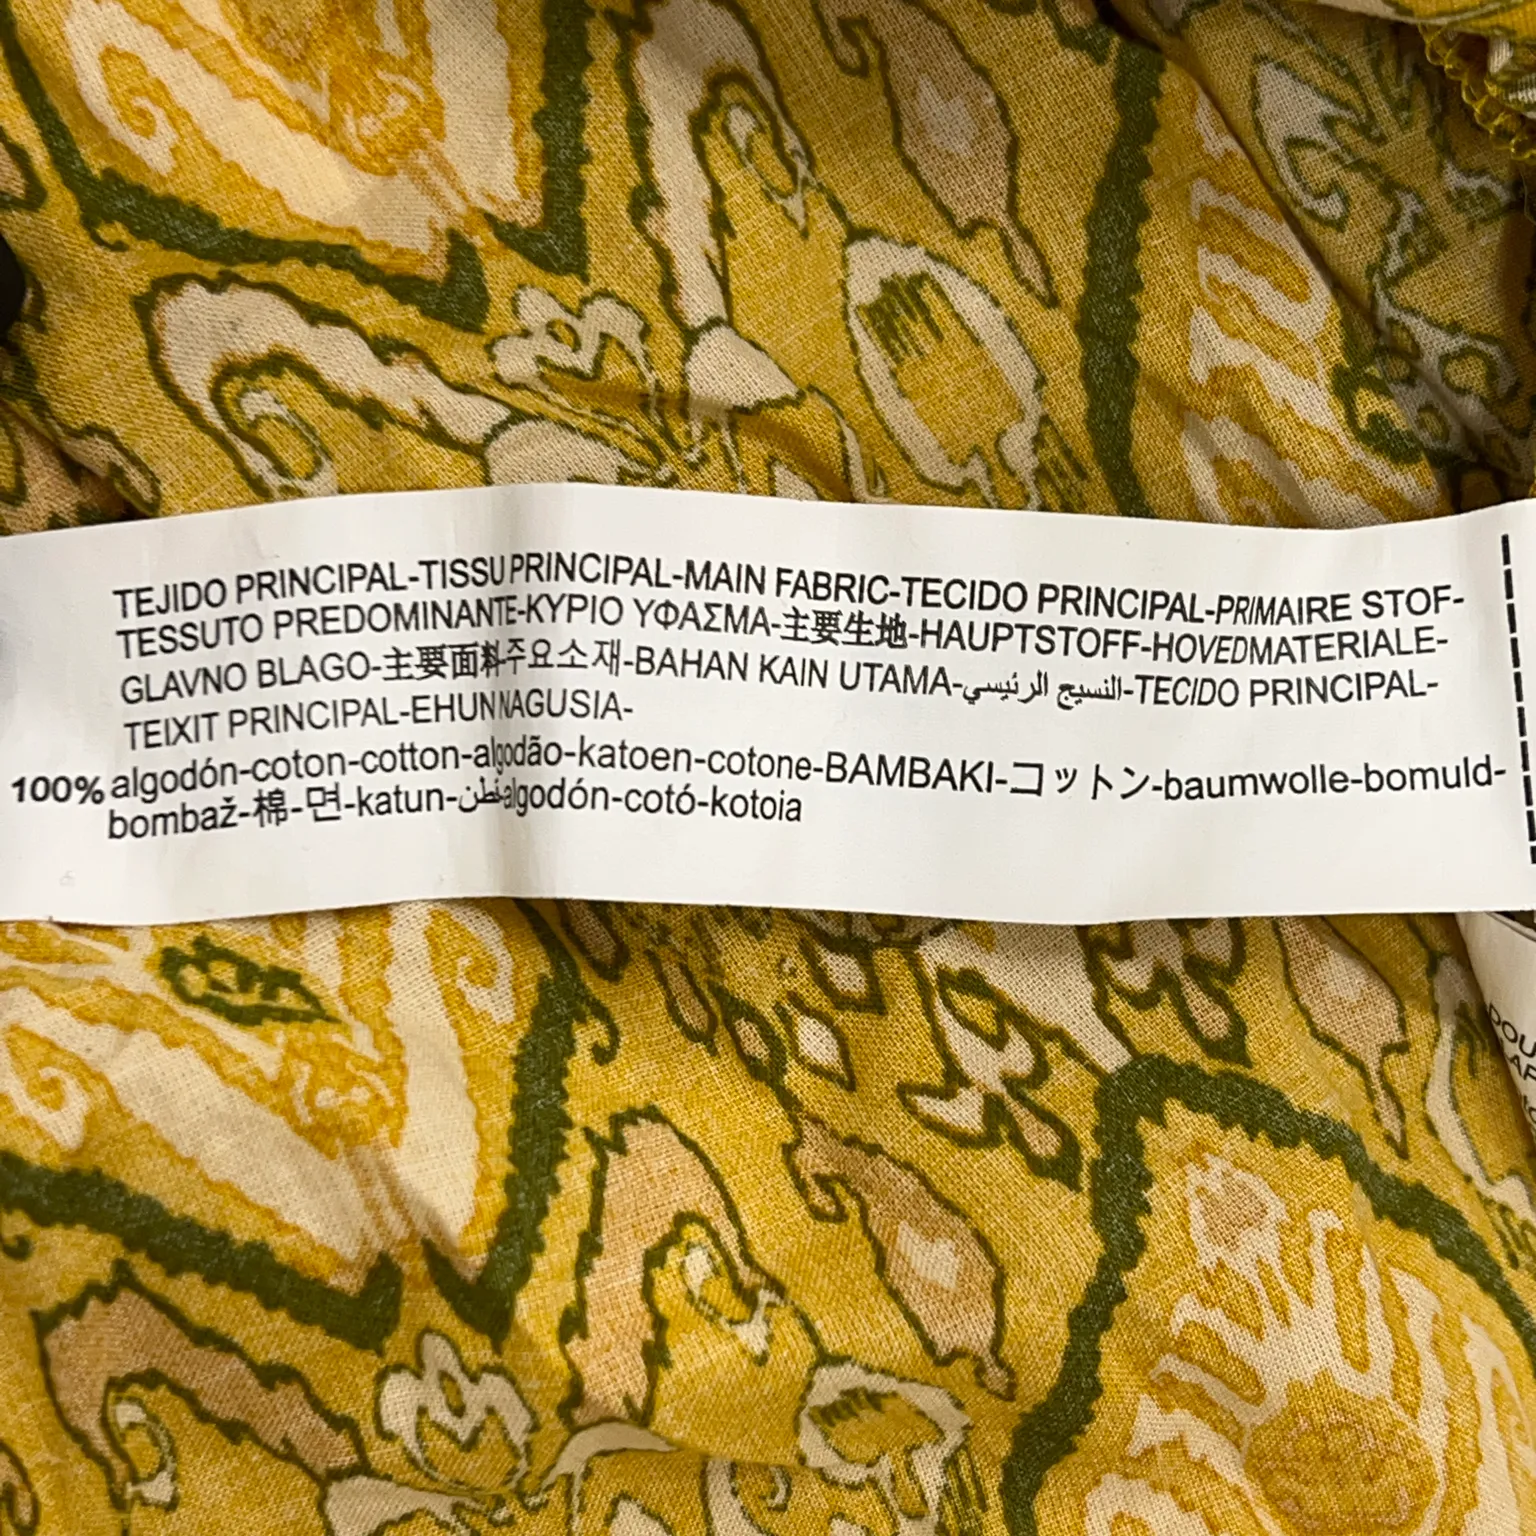 TEJIDO PRINCIPAL-TISSU PRINCIPAL-MAIN FABRIC-TECIDO PRINCIPAL-PRIMAIRE STOF-
TESSUTO PREDOMINANTE-ΚΥΡΙΟ ΥΦΑΣΜΑ-主要生地-HAUPTSTOFF-HOVEDMATERIALE-
GLAVNO BLAGO-主要面料주요소재-BAHAN KAIN UTAMA-النسيج الرئيسي-TECIDO PRINCIPAL-
TEIXIT PRINCIPAL-EHUN NAGUSIA-
100% algodón-coton-cotton-algodão-katoen-cotone-BAMBAKI-コットン-baumwolle-bomuld-
bombaž-棉-면-katun-قطن-algodón-cotó-kotoia